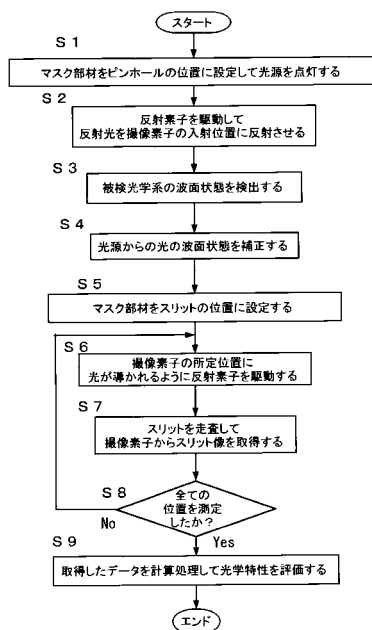 スタート
S1
マスク部材をピンホールの位置に設定して光源を点灯する
S2
反射素子を駆動して
反射光を撮像素子の入射位置に反射させる
S3
被検光学系の波面状態を検出する
S4
光源からの光の波面状態を補正する
S5
マスク部材をスリットの位置に設定する
S6
撮像素子の所定位置に
光が導かれるように反射素子を駆動する
S7
スリットを走査して
撮像素子からスリット像を取得する
S8
全ての
位置を測定
したか？
No
Yes
S9
取得したデータを計算処理して光学特性を評価する
エンド